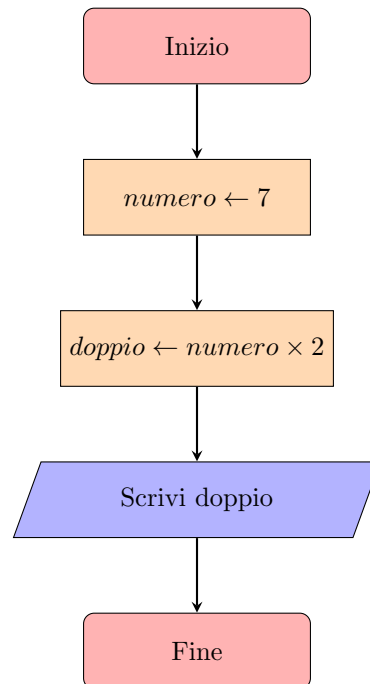 Inizio
numero ← 7
doppio ← numero × 2
Scrivi doppio
Fine